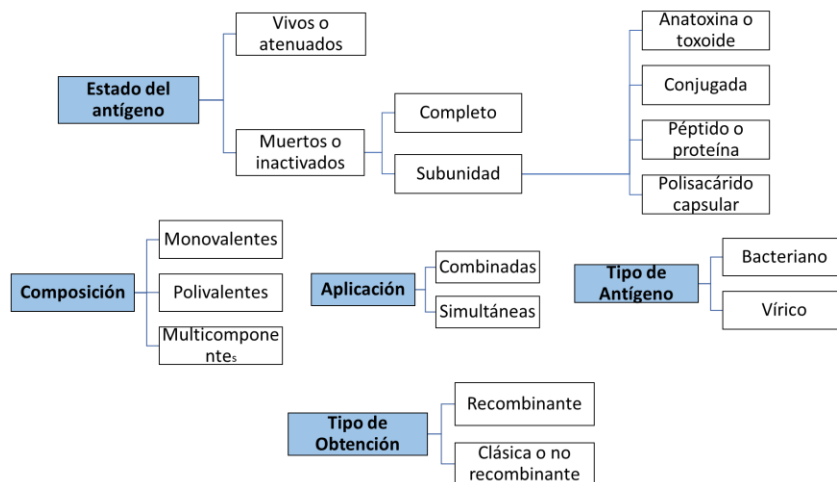 Estado del
antígeno
Vivos o
atenuados
Muertos o
inactivados
Completo
Subunidad
Anatoxina o
toxoide
Conjugada
Péptido o
proteína
Polisacárido
capsular
Composición
Monovalentes
Polivalentes
Multicompone
ntes
Aplicación
Combinadas
Simultáneas
Tipo de
Antígeno
Bacteriano
Vírico
Tipo de
Obtención
Recombinante
Clásica o no
recombinante